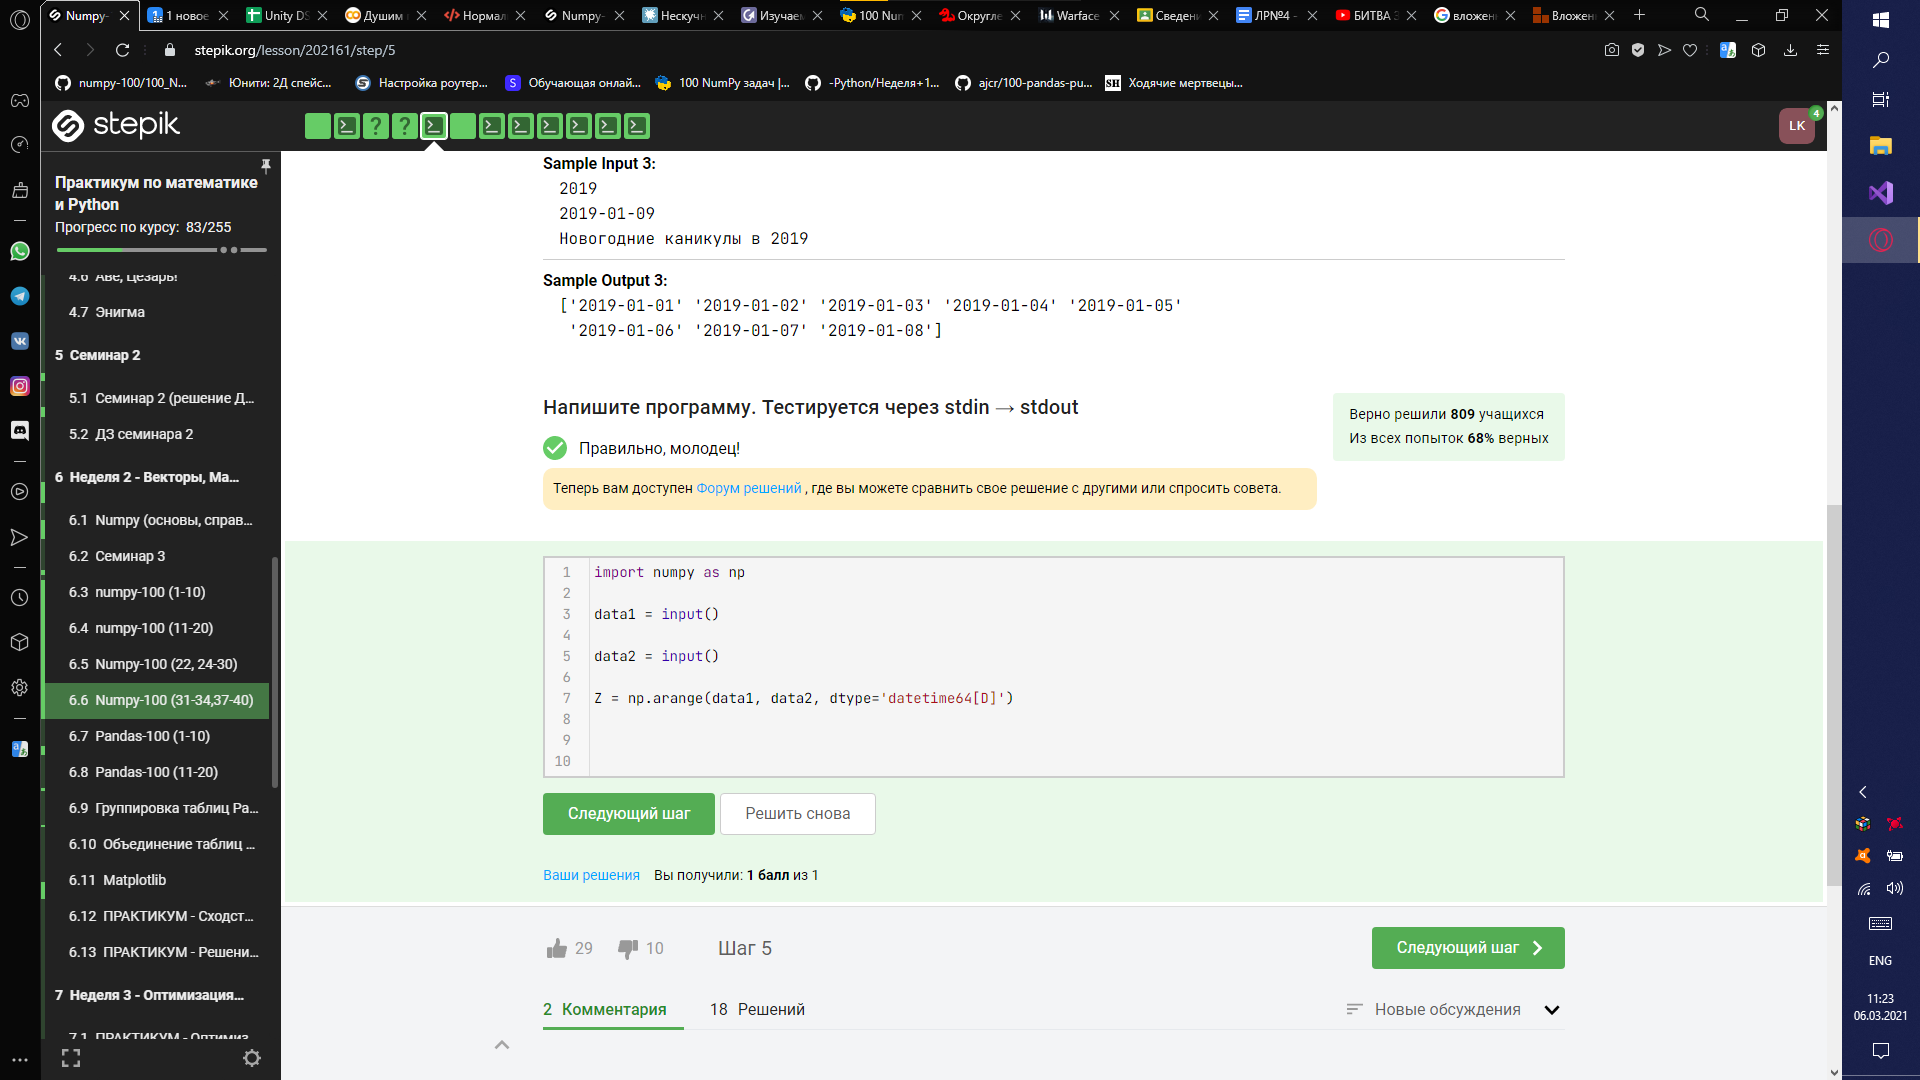 Numpy-
1 новое
Unity DS
Душим
Нормал
Numpy-
Нескуч
Изучаем
100 Num
Округле
Warface
Сведени
ЛР№4 -
БИТВА З
вложен
Вложен
stepik.org/lesson/202161/step/5
numpy-100/100_N...
Юнити: 2Д спейс...
Настройка роутер...
Обучающая онлай...
100 NumPy задач |...
-Python/Неделя+1...
ajcr/100-pandas-pu...
SH
Ходячие мертвецы...
stepik
LK
4
Практикум по математике
и Python
Прогресс по курсу: 83/255
4.6 Аве, Цезарь!
4.7 Энигма
5 Семинар 2
5.1 Семинар 2 (решение Д...
5.2 ДЗ семинара 2
6 Неделя 2 - Векторы, Ма...
6.1 Numpy (основы, справ...
6.2 Семинар 3
6.3 numpy-100 (1-10)
6.4 numpy-100 (11-20)
6.5 Numpy-100 (22, 24-30)
6.6 Numpy-100 (31-34,37-40)
6.7 Pandas-100 (1-10)
6.8 Pandas-100 (11-20)
6.9 Группировка таблиц Pa...
6.10 Объединение таблиц ...
6.11 Matplotlib
6.12 ПРАКТИКУМ - Сходст...
6.13 ПРАКТИКУМ - Решени...
7 Неделя 3 - Оптимизация...
7.1 ПРАКТИКУМ - Оптимиз...
Sample Input 3:
2019
2019-01-09
Новогодние каникулы в 2019
Sample Output 3:
['2019-01-01' '2019-01-02' '2019-01-03' '2019-01-04' '2019-01-05'
'2019-01-06' '2019-01-07' '2019-01-08']
Напишите программу. Тестируется через stdin → stdout
Верно решили 809 учащихся
Из всех попыток 68% верных
Правильно, молодец!
Теперь вам доступен Форум решений , где вы можете сравнить свое решение с другими или спросить совета.
1 import numpy as np
2
3 data1 = input()
4
5 data2 = input()
6
7 Z = np.arange(data1, data2, dtype='datetime64[D]')
8
9
10
Следующий шаг
Решить снова
Ваши решения Вы получили: 1 балл из 1
29
10
Шаг 5
Следующий шаг
2 Комментария
18 Решений
Новые обсуждения
ENG
11:23
06.03.2021